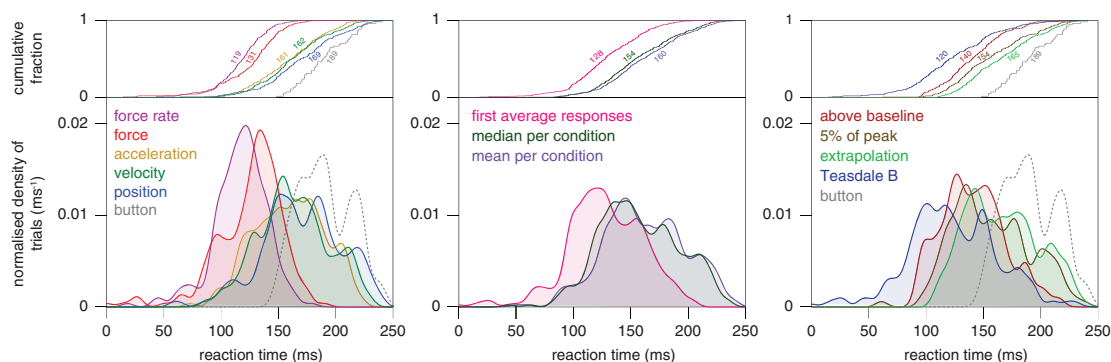 cumulative
fraction
1
0
119
131
161
162
169
189
1
0
128
154
160
1
0
120
140
154
165
189
normalised density of
trials (ms⁻¹)
0.02
0.01
0
force rate
force
acceleration
velocity
position
button
0 50 100 150 200 250
reaction time (ms)
0.02
0.01
0
first average responses
median per condition
mean per condition
0 50 100 150 200 250
reaction time (ms)
0.02
0.01
0
above baseline
5% of peak
extrapolation
Teasdale B
button
0 50 100 150 200 250
reaction time (ms)